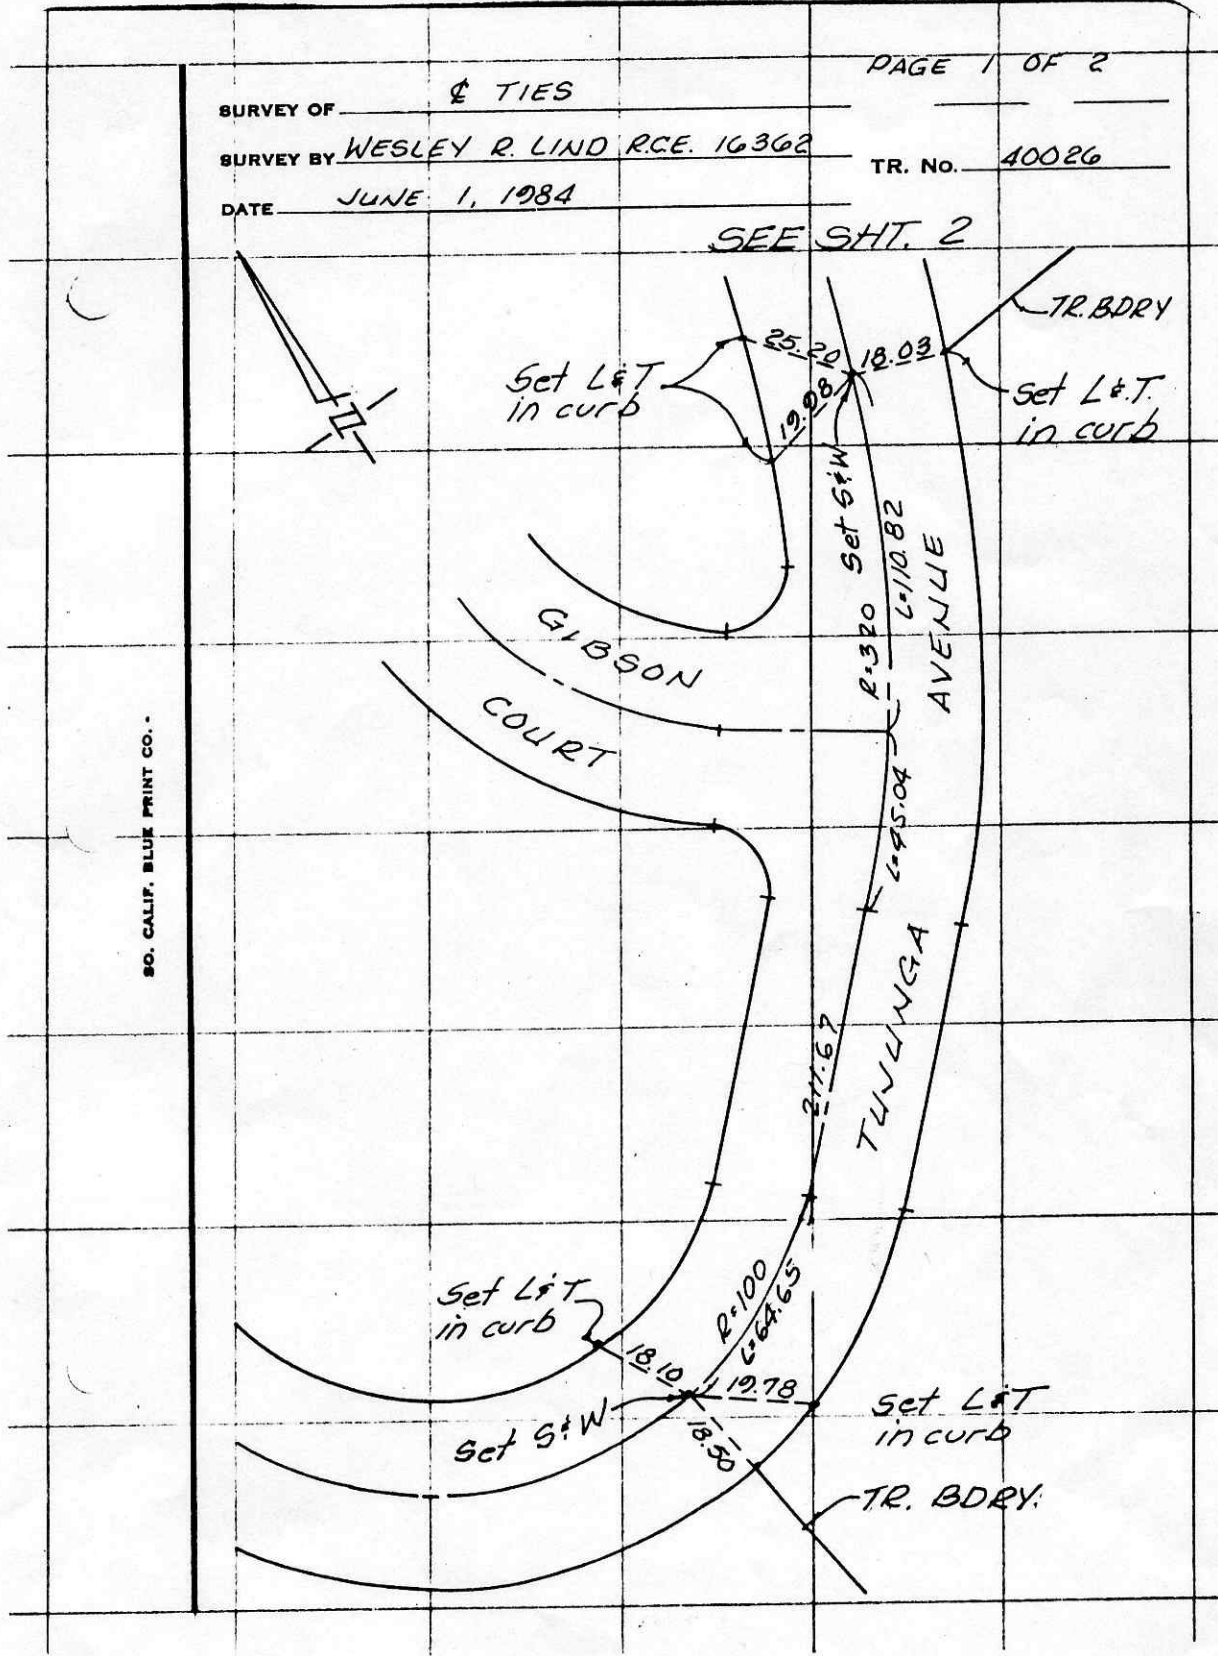 PAGE 1 OF 2
SURVEY OF ℄ TIES
SURVEY BY WESLEY R. LIND R.C.E. 16362
TR. No. 40026
DATE JUNE 1, 1984
SEE SHT. 2
TR. BDRY
25.20
18.03
Set L&T
in curb
19.98
Set L&T.
in curb
Set S&W
R=320
L=110.82
AVENUE
GIBSON
COURT
L=45.04
SO. CALIF. BLUE PRINT CO.
TUJUNGA
211.67
Set L&T
in curb
R=100
L=64.65
18.10
19.78
Set L&T
in curb
Set S&W
18.50
TR. BDRY.